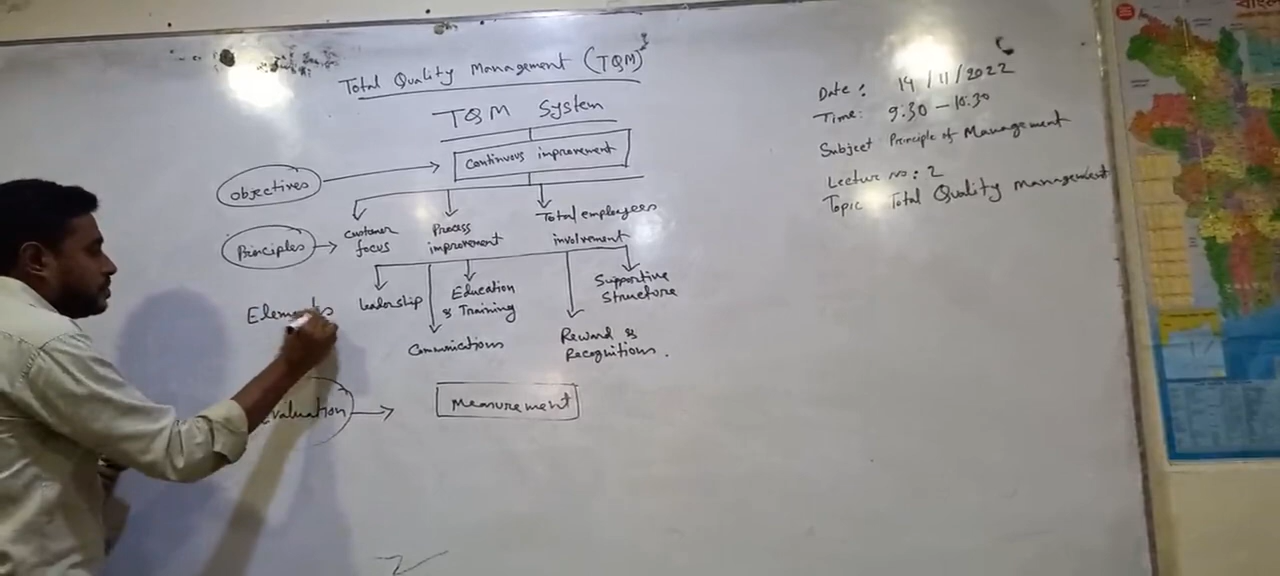 Total Quality Management (TQM)
TQM System
Objectives
Continuous improvement
Principles
Customer
focus
Process
improvement
Total employees
involvement
Elements
Leadership
Education
& Training
Supportive
Structure
Communications
Reward &
Recognitions.
Evaluation
Measurement
Date: 14/11/2022
Time: 9:30 - 10:30
Subject Principle of Management
Lecture no: 2
Topic Total Quality management